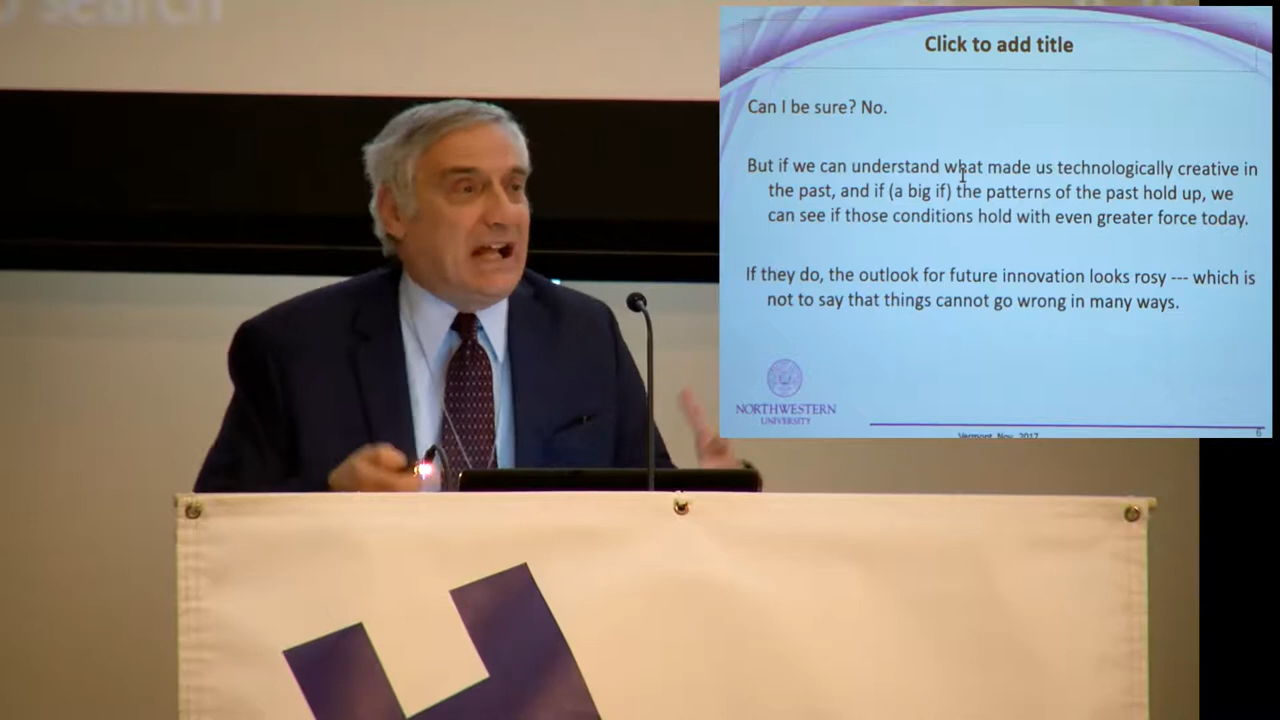 search
Click to add title
Can I be sure? No.
But if we can understand what made us technologically creative in
the past, and if (a big if) the patterns of the past hold up, we
can see if those conditions hold with even greater force today.
If they do, the outlook for future innovation looks rosy --- which is
not to say that things cannot go wrong in many ways.
NORTHWESTERN
UNIVERSITY
Vermont, Nov. 2017
6